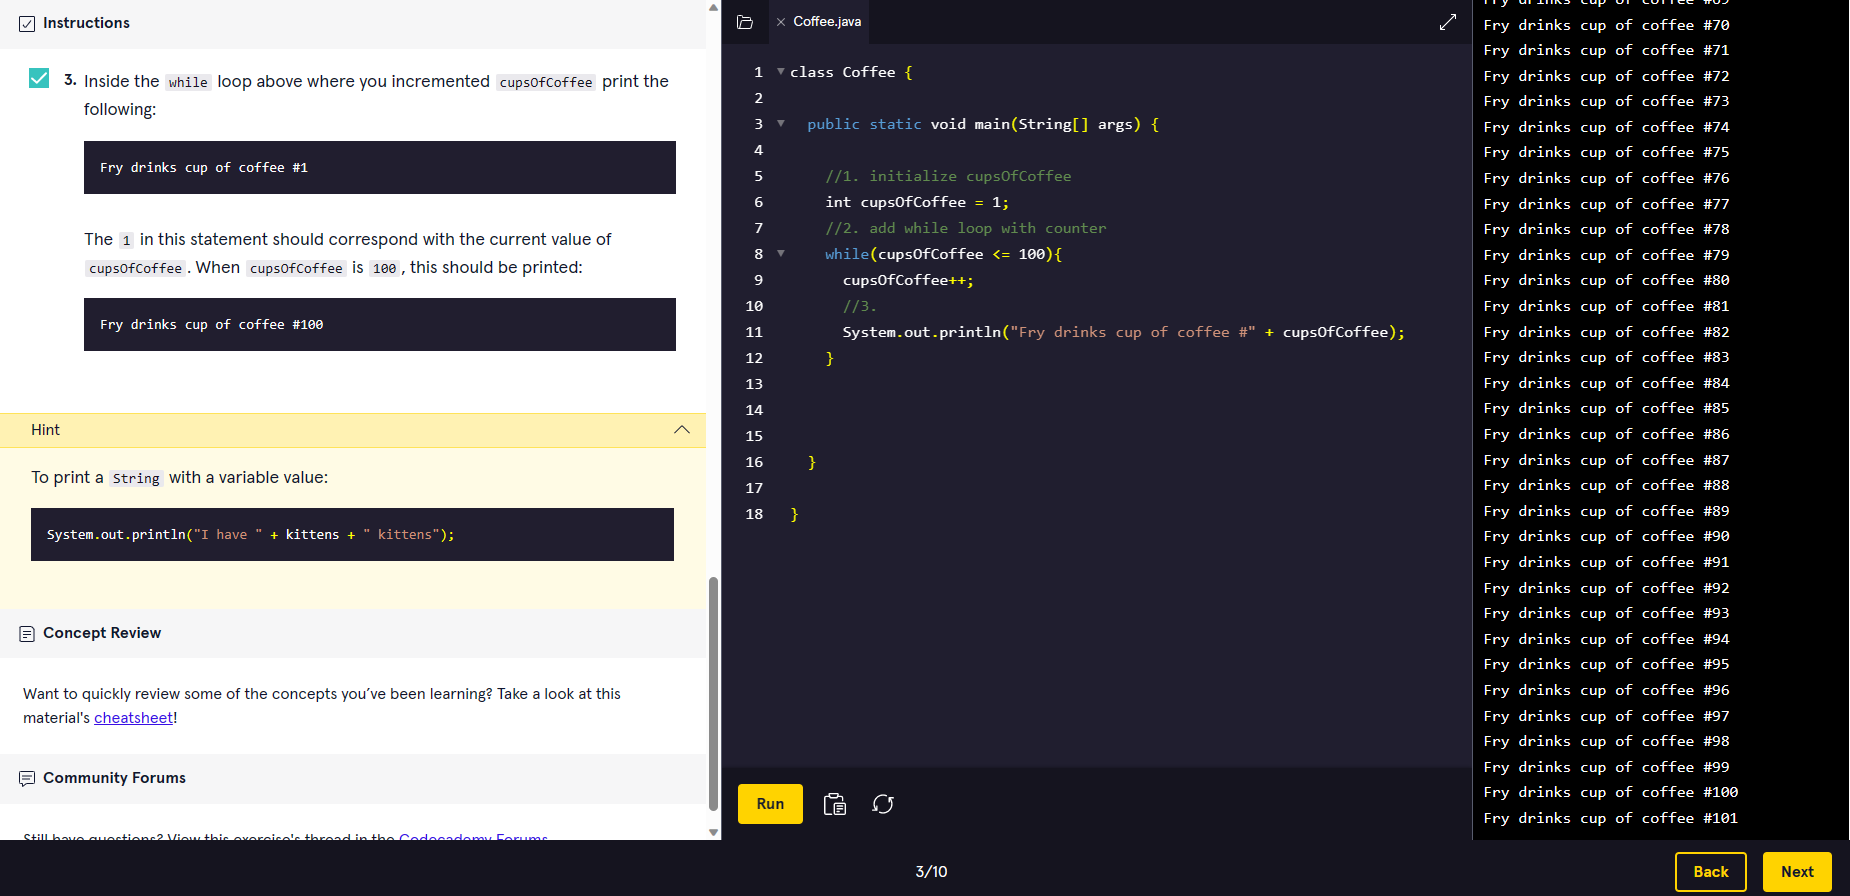 Instructions
3. Inside the while loop above where you incremented cupsOfCoffee print the
following:
Fry drinks cup of coffee #1
The 1 in this statement should correspond with the current value of
cupsOfCoffee. When cupsOfCoffee is 100, this should be printed:
Fry drinks cup of coffee #100
Hint
To print a String with a variable value:
System.out.println("I have " + kittens + " kittens");
Concept Review
Want to quickly review some of the concepts you've been learning? Take a look at this
material's cheatsheet!
Community Forums
Still have questions? View this exercise's thread in the Codecademy Forums
Coffee.java
1 class Coffee {
2
3 public static void main(String[] args) {
4
5 //1. initialize cupsOfCoffee
6 int cupsOfCoffee = 1;
7 //2. add while loop with counter
8 while(cupsOfCoffee <= 100){
9 cupsOfCoffee++;
10 //3.
11 System.out.println("Fry drinks cup of coffee #" + cupsOfCoffee);
12 }
13
14
15
16 }
17
18 }
Run
Fry drinks cup of coffee #69
Fry drinks cup of coffee #70
Fry drinks cup of coffee #71
Fry drinks cup of coffee #72
Fry drinks cup of coffee #73
Fry drinks cup of coffee #74
Fry drinks cup of coffee #75
Fry drinks cup of coffee #76
Fry drinks cup of coffee #77
Fry drinks cup of coffee #78
Fry drinks cup of coffee #79
Fry drinks cup of coffee #80
Fry drinks cup of coffee #81
Fry drinks cup of coffee #82
Fry drinks cup of coffee #83
Fry drinks cup of coffee #84
Fry drinks cup of coffee #85
Fry drinks cup of coffee #86
Fry drinks cup of coffee #87
Fry drinks cup of coffee #88
Fry drinks cup of coffee #89
Fry drinks cup of coffee #90
Fry drinks cup of coffee #91
Fry drinks cup of coffee #92
Fry drinks cup of coffee #93
Fry drinks cup of coffee #94
Fry drinks cup of coffee #95
Fry drinks cup of coffee #96
Fry drinks cup of coffee #97
Fry drinks cup of coffee #98
Fry drinks cup of coffee #99
Fry drinks cup of coffee #100
Fry drinks cup of coffee #101
3/10
Back
Next